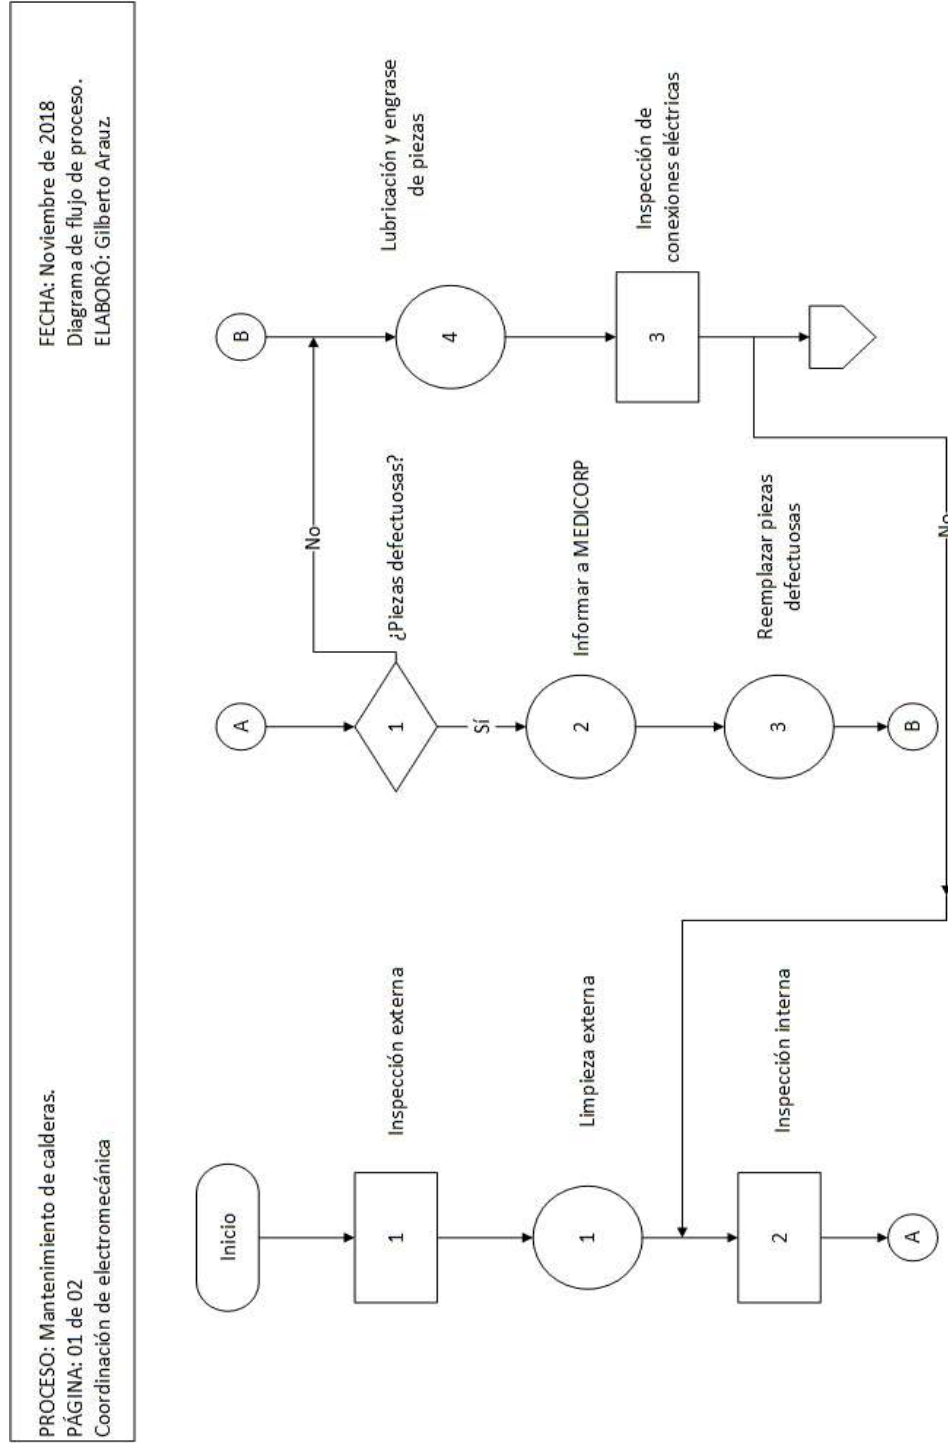 PROCESO: Mantenimiento de calderas.
PÁGINA: 01 de 02
Coordinación de electromecánica
FECHA: Noviembre de 2018
Diagrama de flujo de proceso.
ELABORÓ: Gilberto Arauz.
Inicio
1
Inspección externa
1
Limpieza externa
2
Inspección interna
A
A
1
¿Piezas defectuosas?
No
Sí
2
Informar a MEDICORP
3
Reemplazar piezas
defectuosas
B
B
4
Lubricación y engrase
de piezas
3
Inspección de
conexiones eléctricas
No